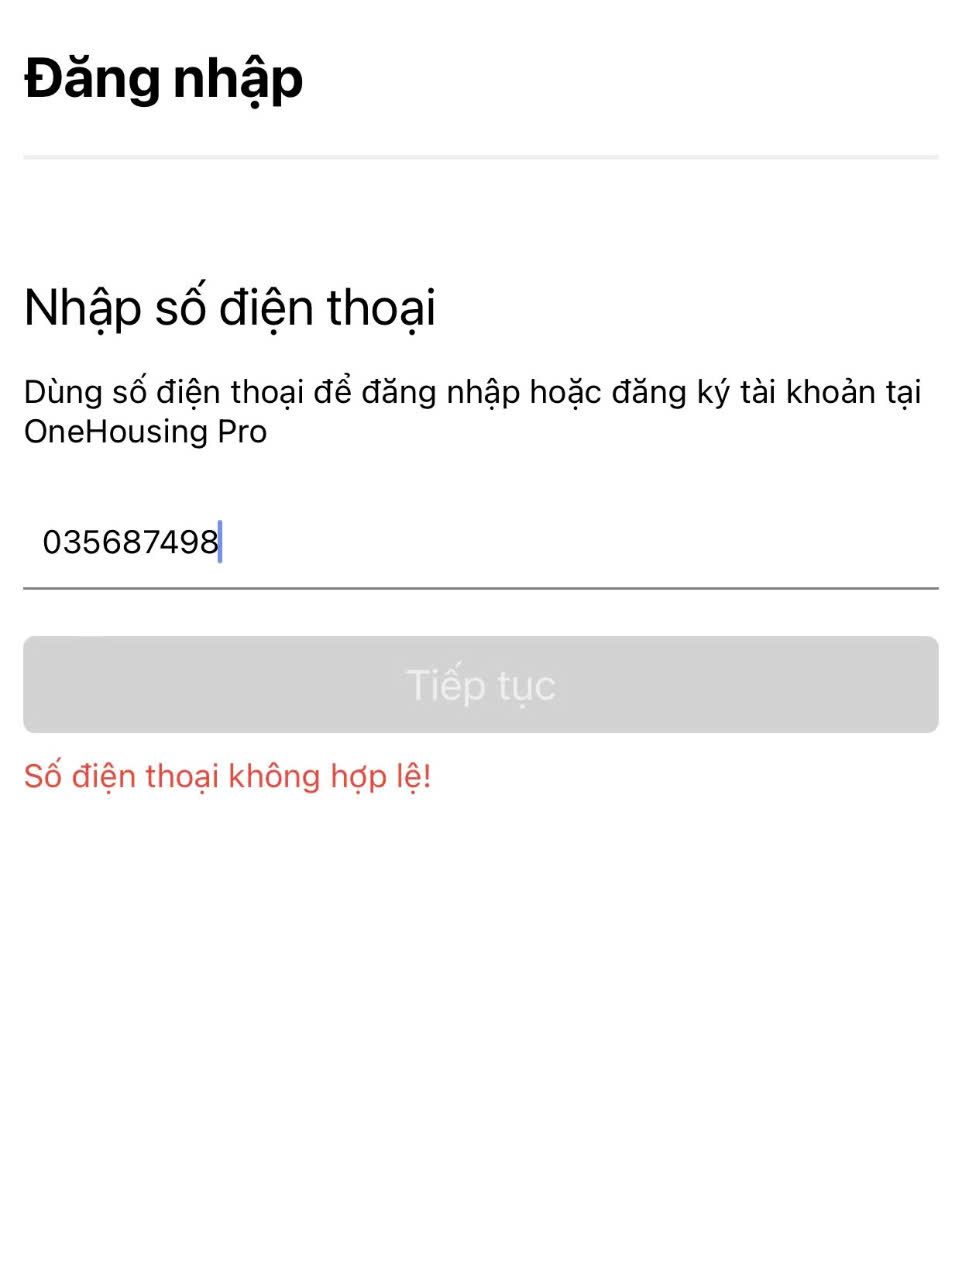 Đăng nhập
Nhập số điện thoại
Dùng số điện thoại để đăng nhập hoặc đăng ký tài khoản tại
OneHousing Pro
035687498
Tiếp tục
Số điện thoại không hợp lệ!